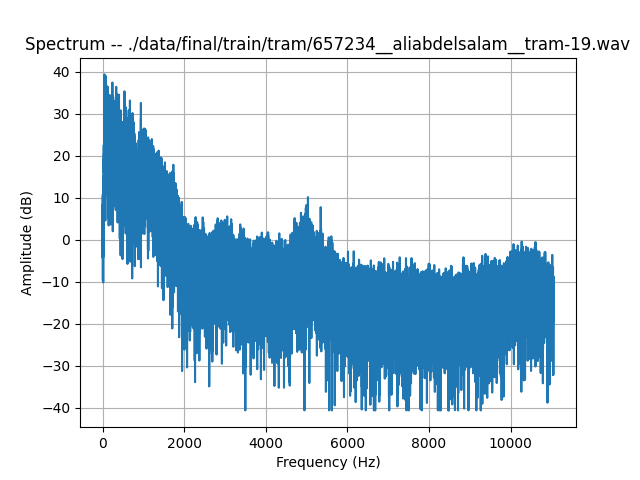 Spectrum -- ./data/final/train/tram/657234__aliabdelsalam__tram-19.wav
40
30
20
10
0
−10
−20
−30
−40
Amplitude (dB)
0 2000 4000 6000 8000 10000
Frequency (Hz)